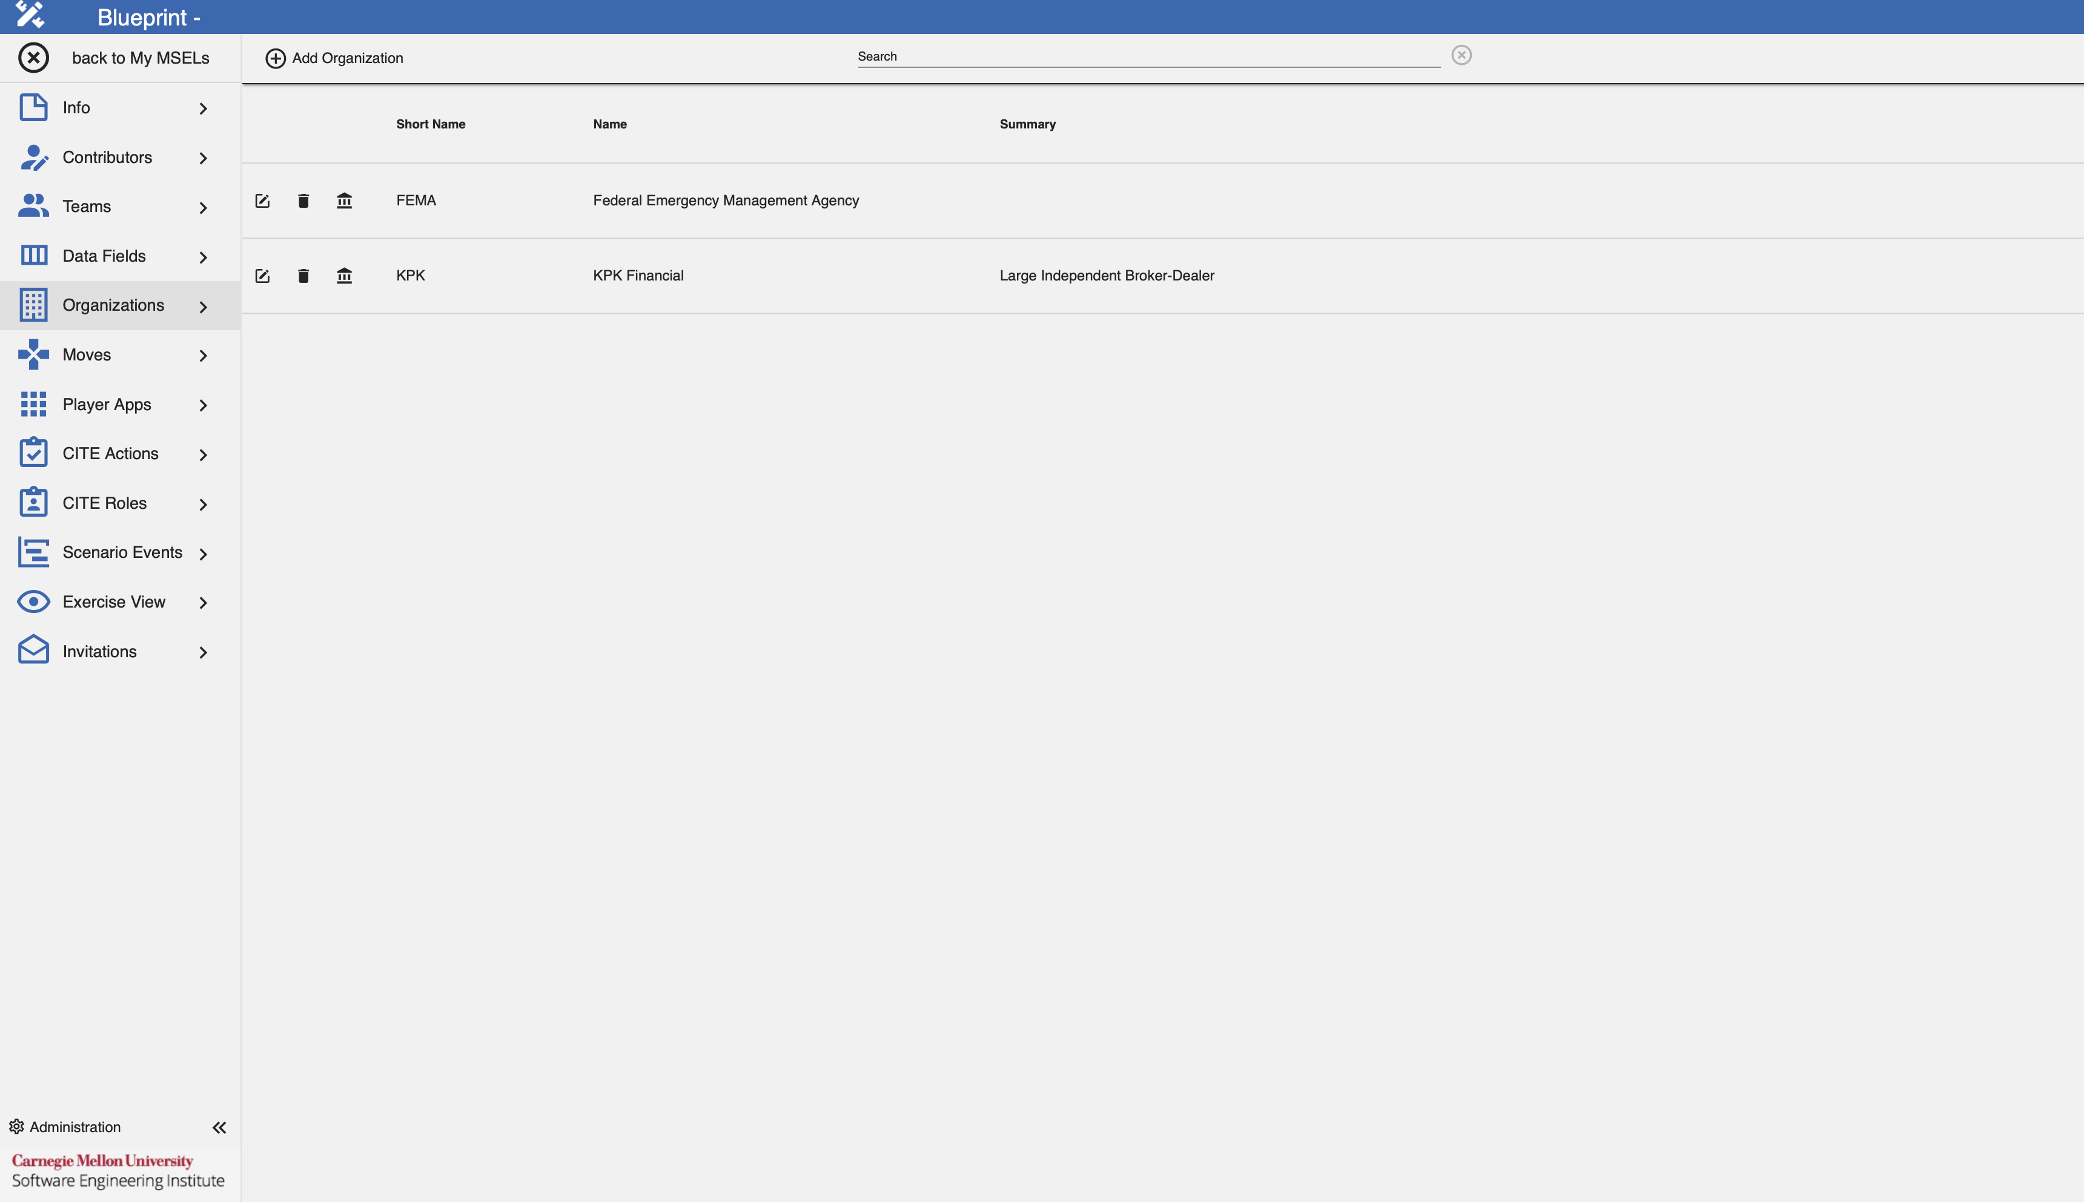 Blueprint -
back to My MSELs
Add Organization
Search
Info
Contributors
Teams
Data Fields
Organizations
Moves
Player Apps
CITE Actions
CITE Roles
Scenario Events
Exercise View
Invitations
Short Name Name Summary
FEMA Federal Emergency Management Agency
KPK KPK Financial Large Independent Broker-Dealer
Administration
Carnegie Mellon University
Software Engineering Institute